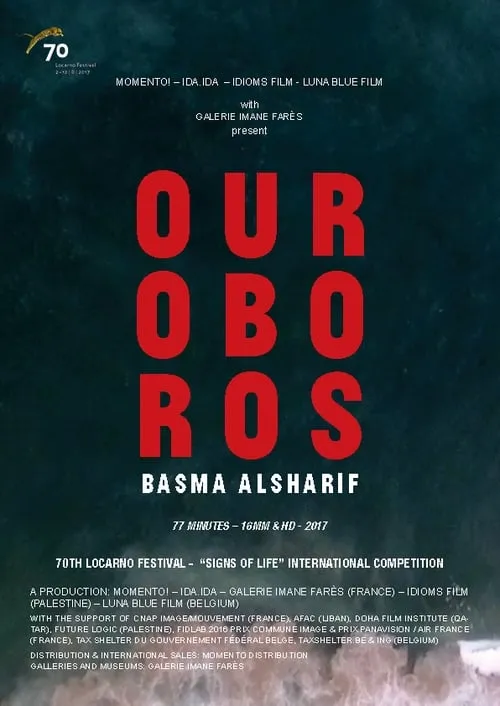 70
Locarno Festival
2–12 | 8 | 2017
MOMENTO! – IDA.IDA – IDIOMS FILM - LUNA BLUE FILM
with
GALERIE IMANE FARÈS
present
OUR
OBO
ROS
BASMA ALSHARIF
77 MINUTES – 16MM & HD - 2017
70TH LOCARNO FESTIVAL - “SIGNS OF LIFE” INTERNATIONAL COMPETITION
A PRODUCTION: MOMENTO! – IDA.IDA – GALERIE IMANE FARÈS (FRANCE) – IDIOMS FILM
(PALESTINE) – LUNA BLUE FILM (BELGIUM)
WITH THE SUPPORT OF CNAP IMAGE/MOUVEMENT (FRANCE), AFAC (LIBAN), DOHA FILM INSTITUTE (QA-
TAR), FUTURE LOGIC (PALESTINE), FIDLAB 2016 PRIX COMMUNE IMAGE & PRIX PANAVISION / AIR FRANCE
(FRANCE), TAX SHELTER DU GOUVERNEMENT FÉDÉRAL BELGE, TAXSHELTER.BE & ING (BELGIUM)
DISTRIBUTION & INTERNATIONAL SALES: MOMENTO DISTRIBUTION
GALLERIES AND MUSEUMS: GALERIE IMANE FARÈS